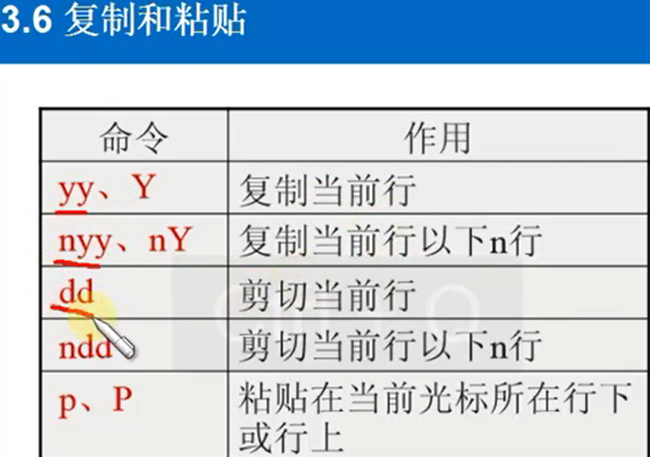 3.6 复制和粘贴
命令 作用
yy、Y 复制当前行
nyy、nY 复制当前行以下n行
dd 剪切当前行
ndd 剪切当前行以下n行
p、P 粘贴在当前光标所在行下
或行上